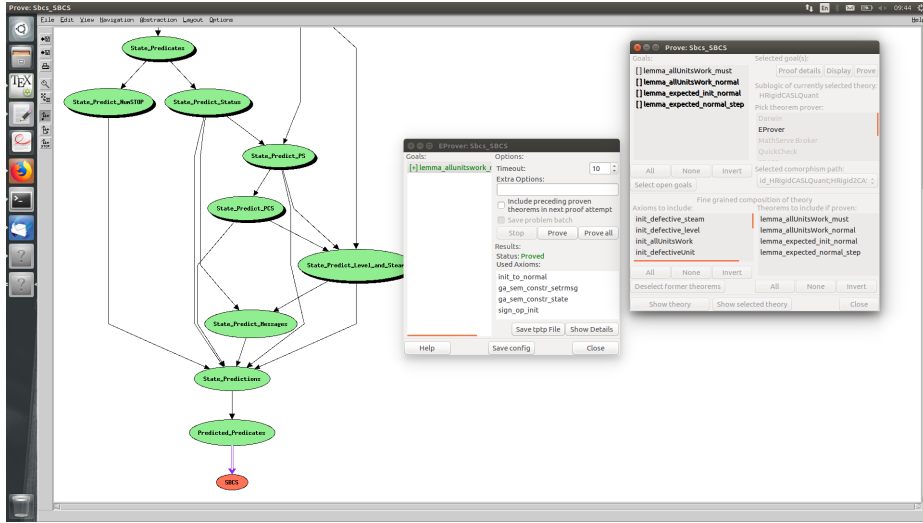 Prove: Sbcs_SBCS
En
09:44
File Edit View Navigation Abstraction Layout Options
Help
State_Predicates
State_Predict_NumSTOP
State_Predict_Status
State_Predict_PS
State_Predict_PCS
State_Predict_Level_and_Steam
State_Predict_Messages
State_Predictions
Predicted_Predicates
SBCS
EProver: Sbcs_SBCS
Goals:
[+] lemma_allunitswork_
Options:
Timeout:
10
Extra Options:
Include preceding proven
theorems in next proof attempt
Save problem batch
Stop
Prove
Prove all
Results:
Status: Proved
Used Axioms:
init_to_normal
ga_sem_constr_setrmsg
ga_sem_constr_state
sign_op_init
Save tptp File
Show Details
Help
Save config
Close
Prove: Sbcs_SBCS
Goals:
[ ] lemma_allUnitsWork_must
[ ] lemma_allUnitsWork_normal
[ ] lemma_expected_init_normal
[ ] lemma_expected_normal_step
All
None
Invert
Select open goals
Selected goal(s):
Proof details
Display
Prove
Sublogic of currently selected theory:
HRigidCASLQuant
Pick theorem prover:
Darwin
EProver
MathServe Broker
QuickCheck
Selected comorphism path:
id_HRigidCASLQuant;HRigid2CA
Fine grained composition of theory
Axioms to include:
init_defective_steam
init_defective_level
init_allUnitsWork
init_defectiveUnit
All
None
Invert
Deselect former theorems
Theorems to include if proven:
lemma_allUnitsWork_must
lemma_allUnitsWork_normal
lemma_expected_init_normal
lemma_expected_normal_step
All
None
Invert
Show theory
Show selected theory
Close